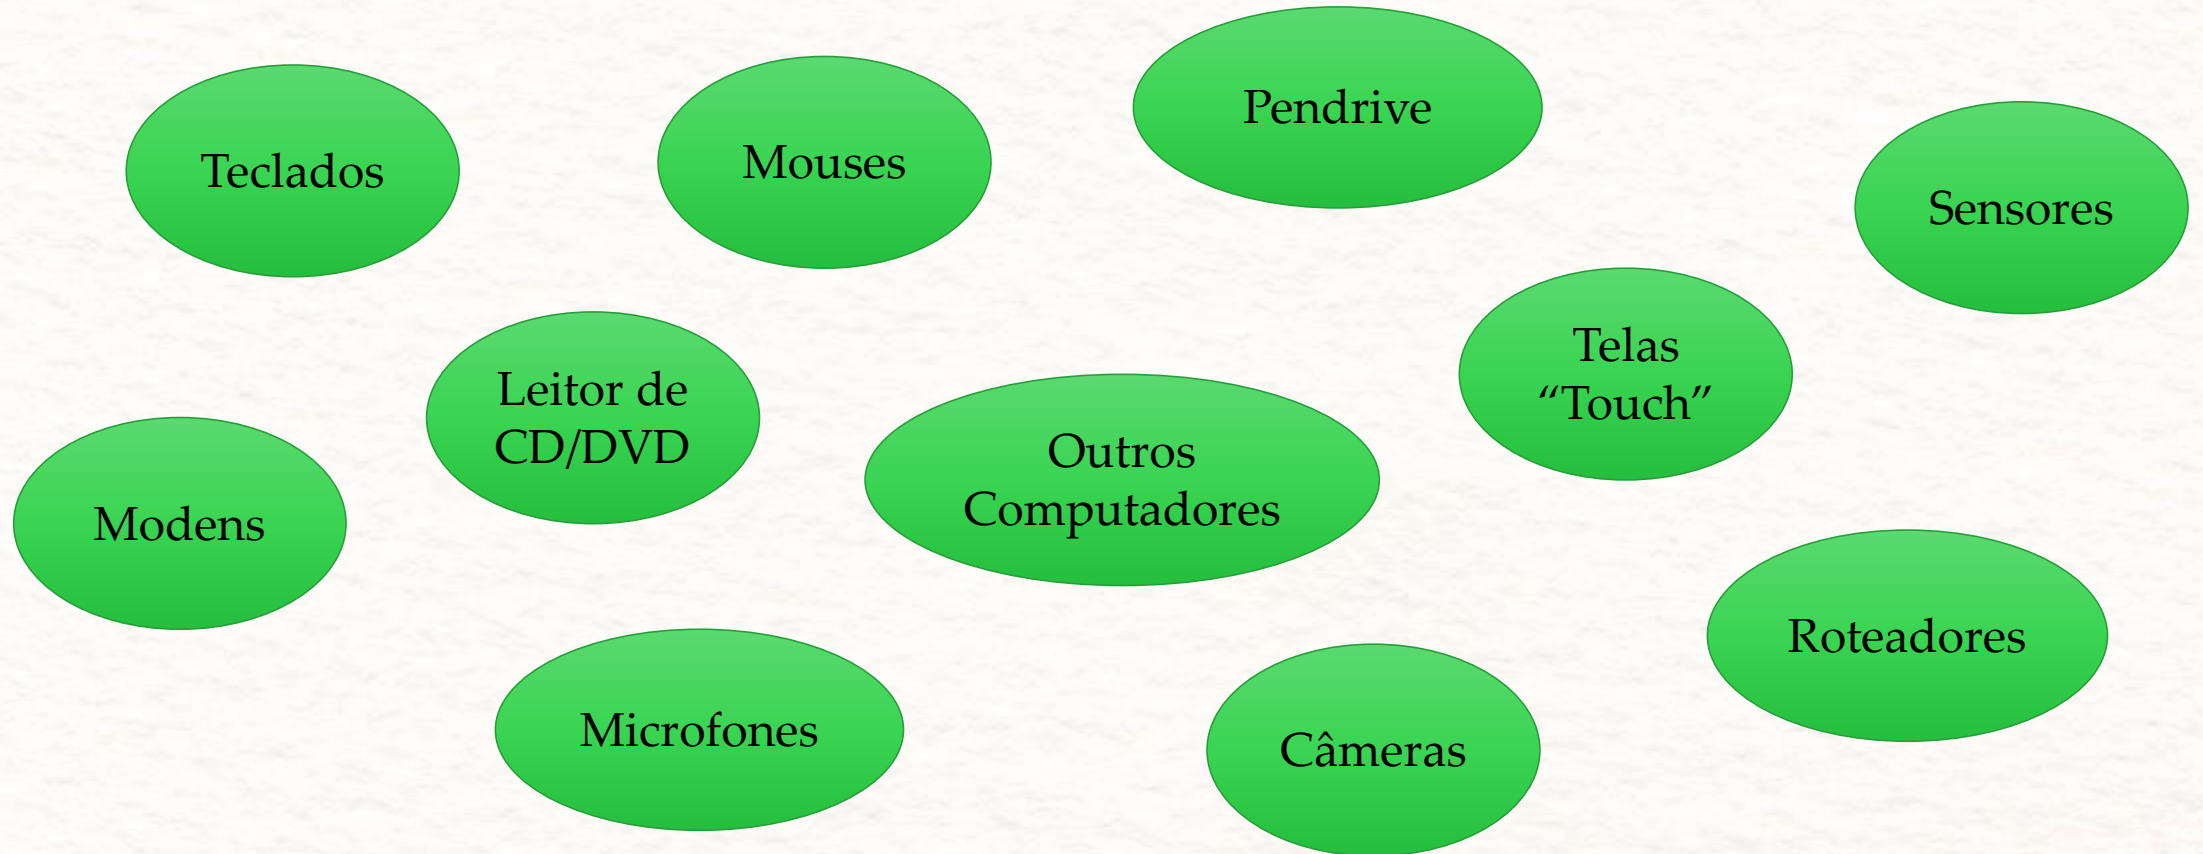 Teclados
Mouses
Pendrive
Sensores
Leitor de
CD/DVD
Telas
“Touch”
Modens
Outros
Computadores
Roteadores
Microfones
Câmeras